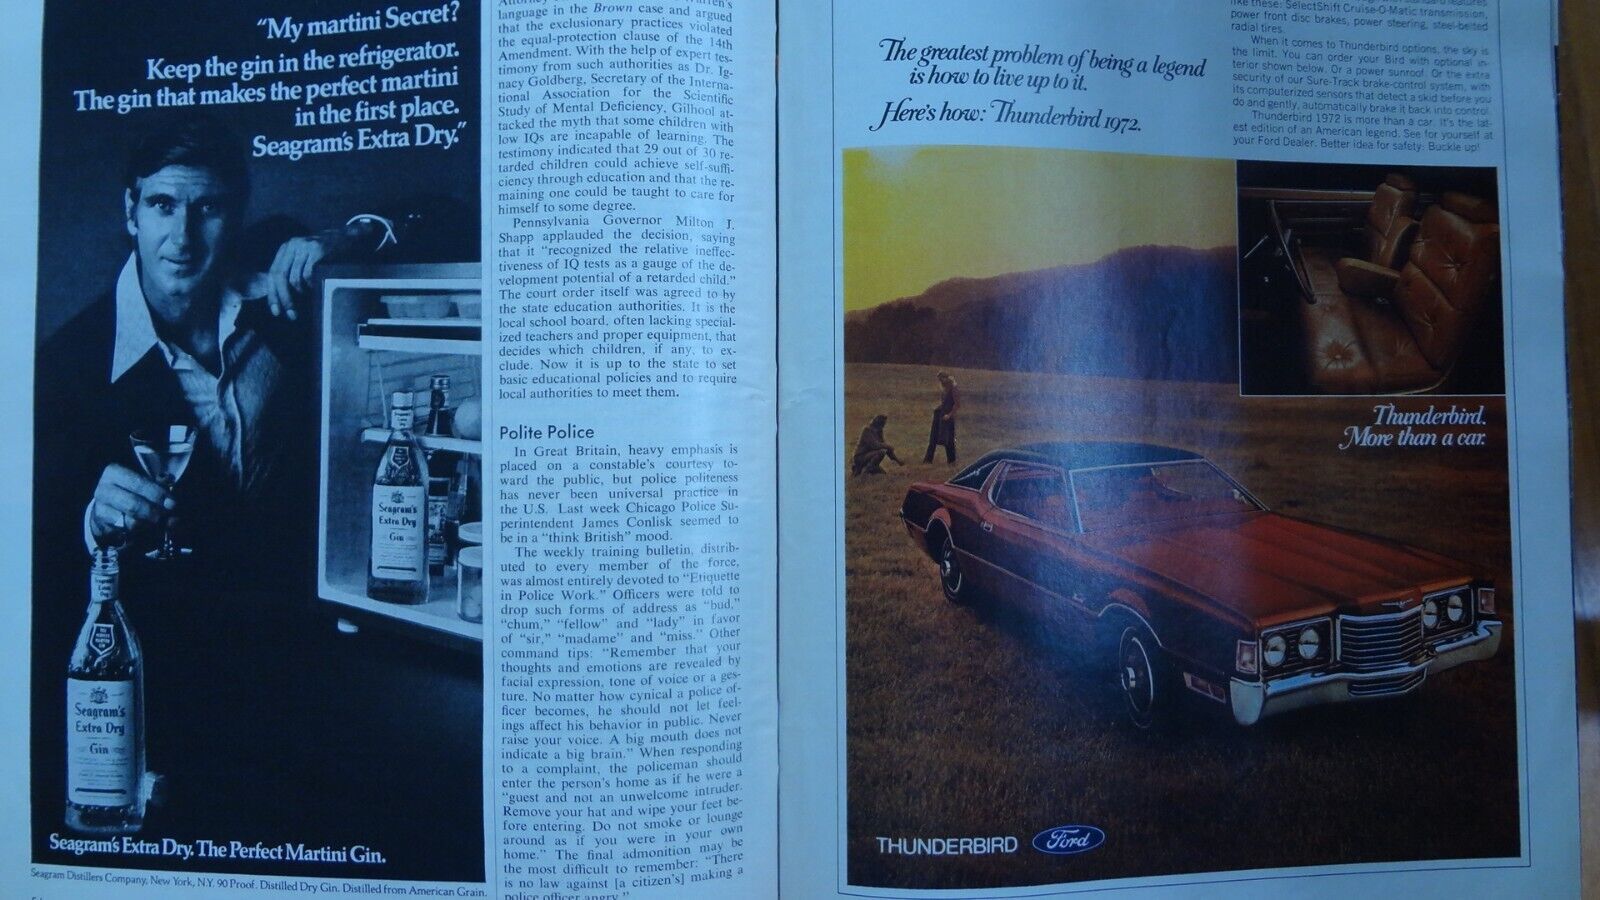 "My martini Secret?
Keep the gin in the refrigerator.
The gin that makes the perfect martini
in the first place.
Seagram's Extra Dry."
Seagram's
Extra Dry
Gin
Seagram's
Extra Dry
Gin
Seagram's Extra Dry. The Perfect Martini Gin.
Seagram Distillers Company, New York, N.Y. 90 Proof. Distilled Dry Gin. Distilled from American Grain.
language in the Brown case and argued
that the exclusionary practices violated
the equal-protection clause of the 14th
Amendment. With the help of expert tes-
timony from such authorities as Dr. Ig-
nacy Goldberg, Secretary of the Interna-
tional Association for the Scientific
Study of Mental Deficiency, Gilhool at-
tacked the myth that some children with
low IQs are incapable of learning. The
testimony indicated that 29 out of 30 re-
tarded children could achieve self-suffi-
ciency through education and that the re-
maining one could be taught to care for
himself to some degree.
Pennsylvania Governor Milton J.
Shapp applauded the decision, saying
that it "recognized the relative ineffec-
tiveness of IQ tests as a gauge of the de-
velopment potential of a retarded child."
The court order itself was agreed to by
the state education authorities. It is the
local school board, often lacking special-
ized teachers and proper equipment, that
decides which children, if any, to ex-
clude. Now it is up to the state to set
basic educational policies and to require
local authorities to meet them.
Polite Police
In Great Britain, heavy emphasis is
placed on a constable's courtesy to-
ward the public, but police politeness
has never been universal practice in
the U.S. Last week Chicago Police Su-
perintendent James Conlisk seemed to
be in a "think British" mood.
The weekly training bulletin, distrib-
uted to every member of the force,
was almost entirely devoted to "Etiquette
in Police Work." Officers were told to
drop such forms of address as "bud,"
"chum," "fellow" and "lady" in favor
of "sir," "madame" and "miss." Other
command tips: "Remember that your
thoughts and emotions are revealed by
facial expression, tone of voice or a ges-
ture. No matter how cynical a police of-
ficer becomes, he should not let feel-
ings affect his behavior in public. Never
raise your voice. A big mouth does not
indicate a big brain." When responding
to a complaint, the policeman should
enter the person's home as if he were a
"guest and not an unwelcome intruder.
Remove your hat and wipe your feet be-
fore entering. Do not smoke or lounge
around as if you were in your own
home." The final admonition may be
the most difficult to remember: "There
is no law against [a citizen's] making a
police officer angry."
The greatest problem of being a legend
is how to live up to it.
Here's how: Thunderbird 1972.
like these: SelectShift Cruise-O-Matic transmission,
power front disc brakes, power steering, steel-belted
radial tires.
When it comes to Thunderbird options, the sky is
the limit. You can order your Bird with optional in-
terior shown below. Or a power sunroof. Or the extra
security of our Sure-Track brake-control system, with
its computerized sensors that detect a skid before you
do and gently, automatically brake it back into control.
Thunderbird 1972 is more than a car. It's the lat-
est edition of an American legend. See for yourself at
your Ford Dealer. Better idea for safety: Buckle up!
Thunderbird.
More than a car.
THUNDERBIRD Ford